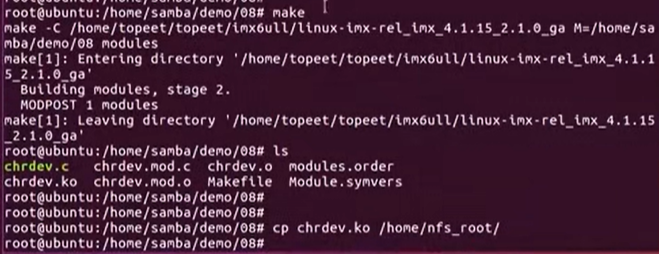 root@ubuntu:/home/samba/demo/08# make
make -C /home/topeet/topeet/imx6ull/linux-imx-rel_imx_4.1.15_2.1.0_ga M=/home/sa
mba/demo/08 modules
make[1]: Entering directory '/home/topeet/topeet/imx6ull/linux-imx-rel_imx_4.1.1
5_2.1.0_ga'
  Building modules, stage 2.
  MODPOST 1 modules
make[1]: Leaving directory '/home/topeet/topeet/imx6ull/linux-imx-rel_imx_4.1.15
_2.1.0_ga'
root@ubuntu:/home/samba/demo/08# ls
chrdev.c   chrdev.mod.c  chrdev.o  modules.order
chrdev.ko  chrdev.mod.o  Makefile  Module.symvers
root@ubuntu:/home/samba/demo/08#
root@ubuntu:/home/samba/demo/08#
root@ubuntu:/home/samba/demo/08# cp chrdev.ko /home/nfs_root/
root@ubuntu:/home/samba/demo/08#